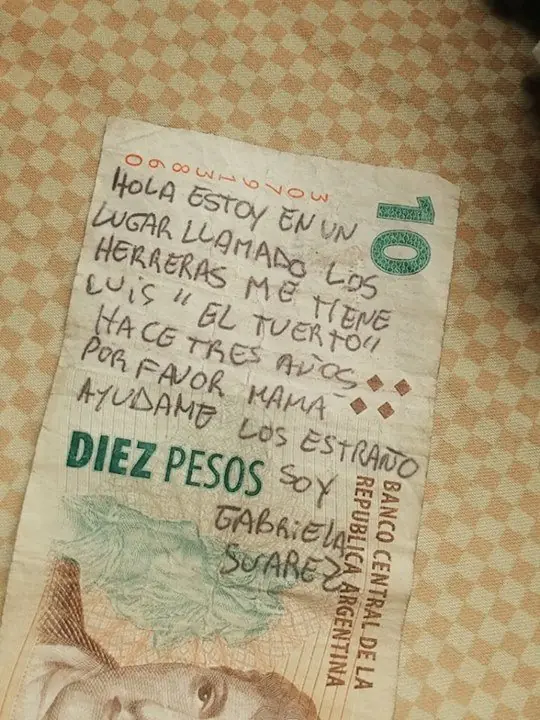 307913860
HOLA ESTOY EN UN
LUGAR LLAMADO LOS
HERRERAS ME TIENE
LUIS "EL TUERTO"
HACE TRES AÑOS
POR FAVOR MAMA
AYUDAME LOS ESTRAÑO
SOY
GABRIELA
SUAREZ
10
DIEZ PESOS
BANCO CENTRAL DE LA
REPUBLICA ARGENTINA